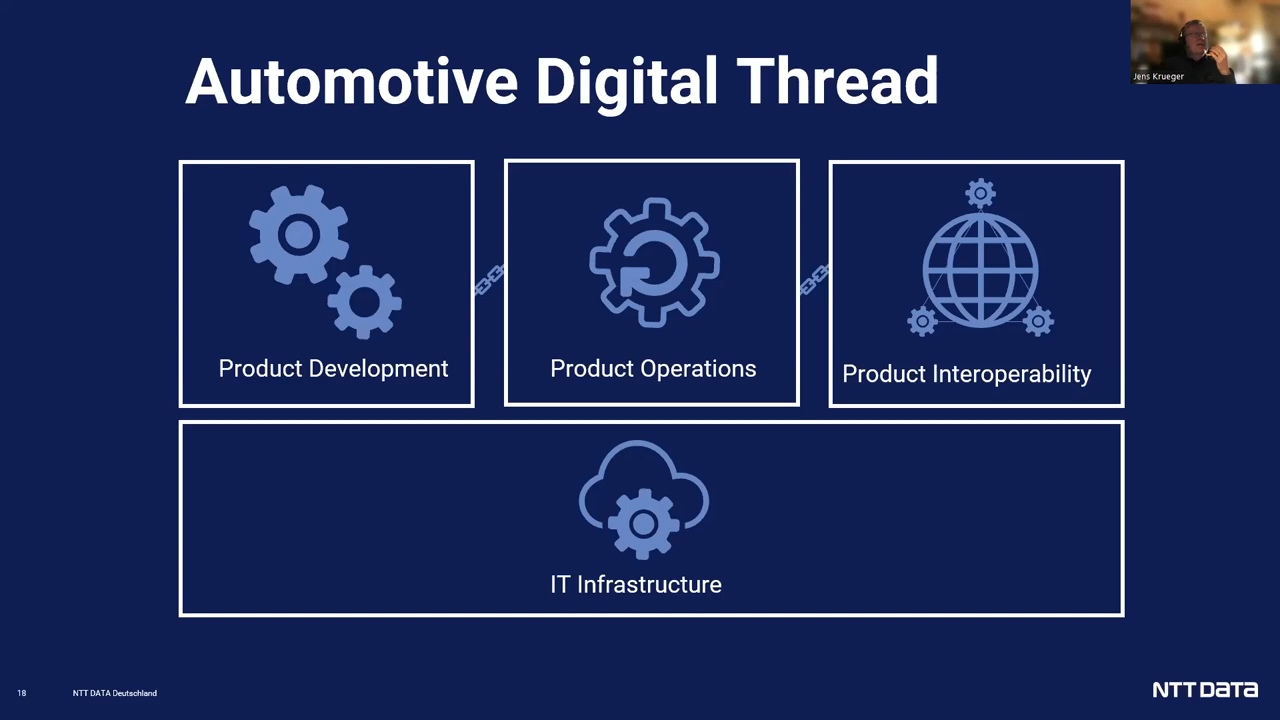 Automotive Digital Thread
Jens Krueger
Product Development
Product Operations
Product Interoperability
IT Infrastructure
18
NTT DATA Deutschland
NTT DATA